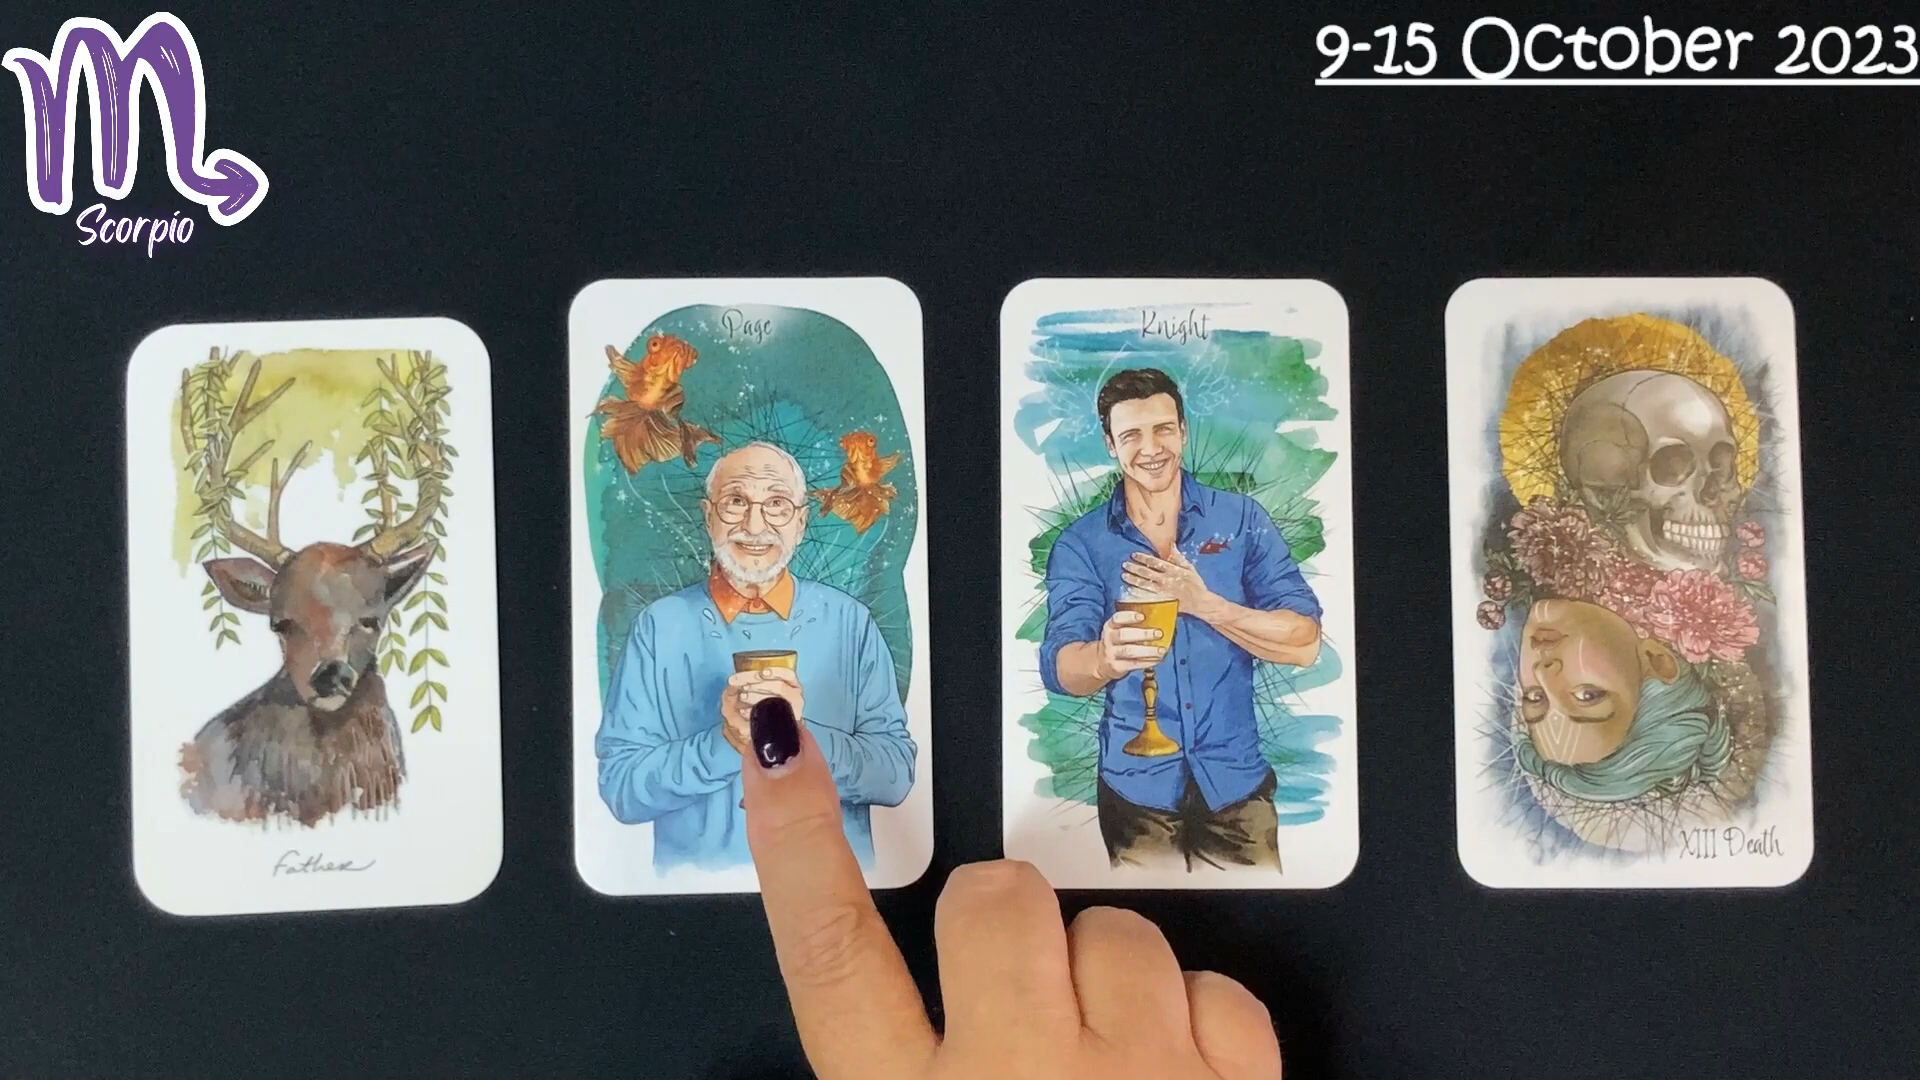 Scorpio
9-15 October 2023
Page
Knight
Father
XIII Death